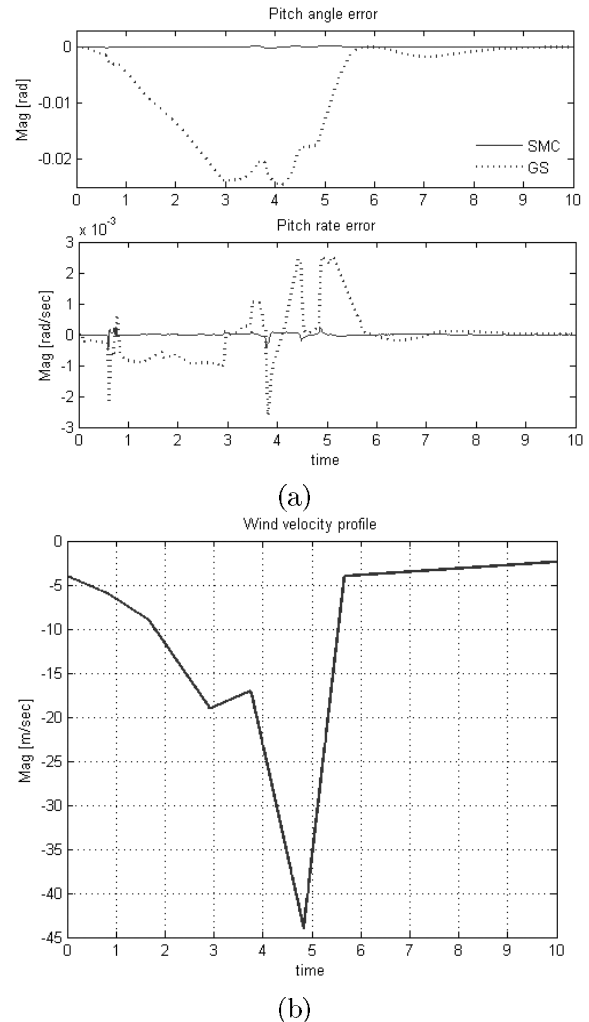 Pitch angle error
0
-0.01
-0.02
Mag [rad]
SMC
GS
0 1 2 3 4 5 6 7 8 9 10
x 10⁻³
Pitch rate error
3
2
1
0
-1
-2
-3
Mag [rad/sec]
0 1 2 3 4 5 6 7 8 9 10
time
(a)
Wind velocity profile
0
-5
-10
-15
-20
-25
-30
-35
-40
-45
Mag [m/sec]
0 1 2 3 4 5 6 7 8 9 10
time
(b)